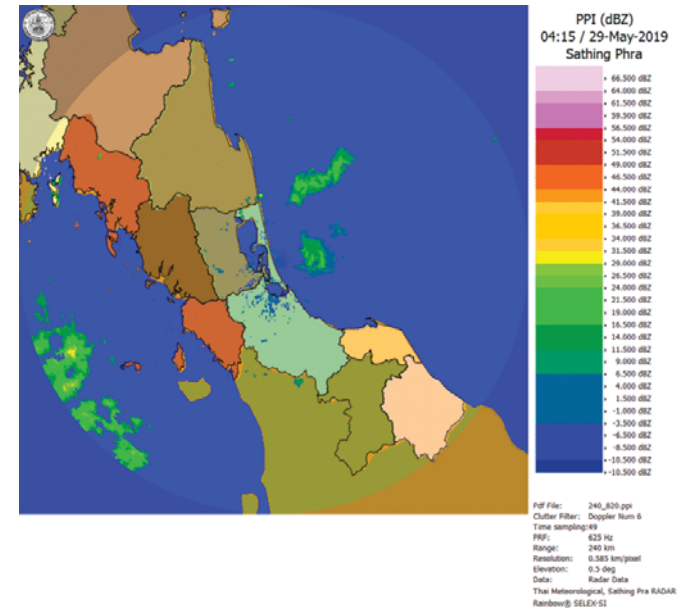 PPI (dBZ)
04:15 / 29-May-2019
Sathing Phra
66.500 dBZ
64.000 dBZ
61.500 dBZ
59.500 dBZ
56.500 dBZ
54.000 dBZ
51.500 dBZ
49.000 dBZ
46.500 dBZ
44.000 dBZ
41.500 dBZ
39.000 dBZ
36.500 dBZ
34.000 dBZ
31.500 dBZ
29.000 dBZ
26.500 dBZ
24.000 dBZ
21.500 dBZ
19.000 dBZ
16.500 dBZ
14.000 dBZ
11.500 dBZ
9.000 dBZ
6.500 dBZ
4.000 dBZ
1.500 dBZ
-1.000 dBZ
-3.500 dBZ
-6.500 dBZ
-8.500 dBZ
-10.500 dBZ
-10.500 dBZ
Pdf File: 240_820.ppi
Clutter Filter: Doppler Num 6
Time sampling:49
PRF: 625 Hz
Range: 240 km
Resolution: 0.585 km/pixel
Elevation: 0.5 deg
Data: Radar Data
Thai Meteorological, Sathing Pra RADAR
Rainbow® SELEX-SI